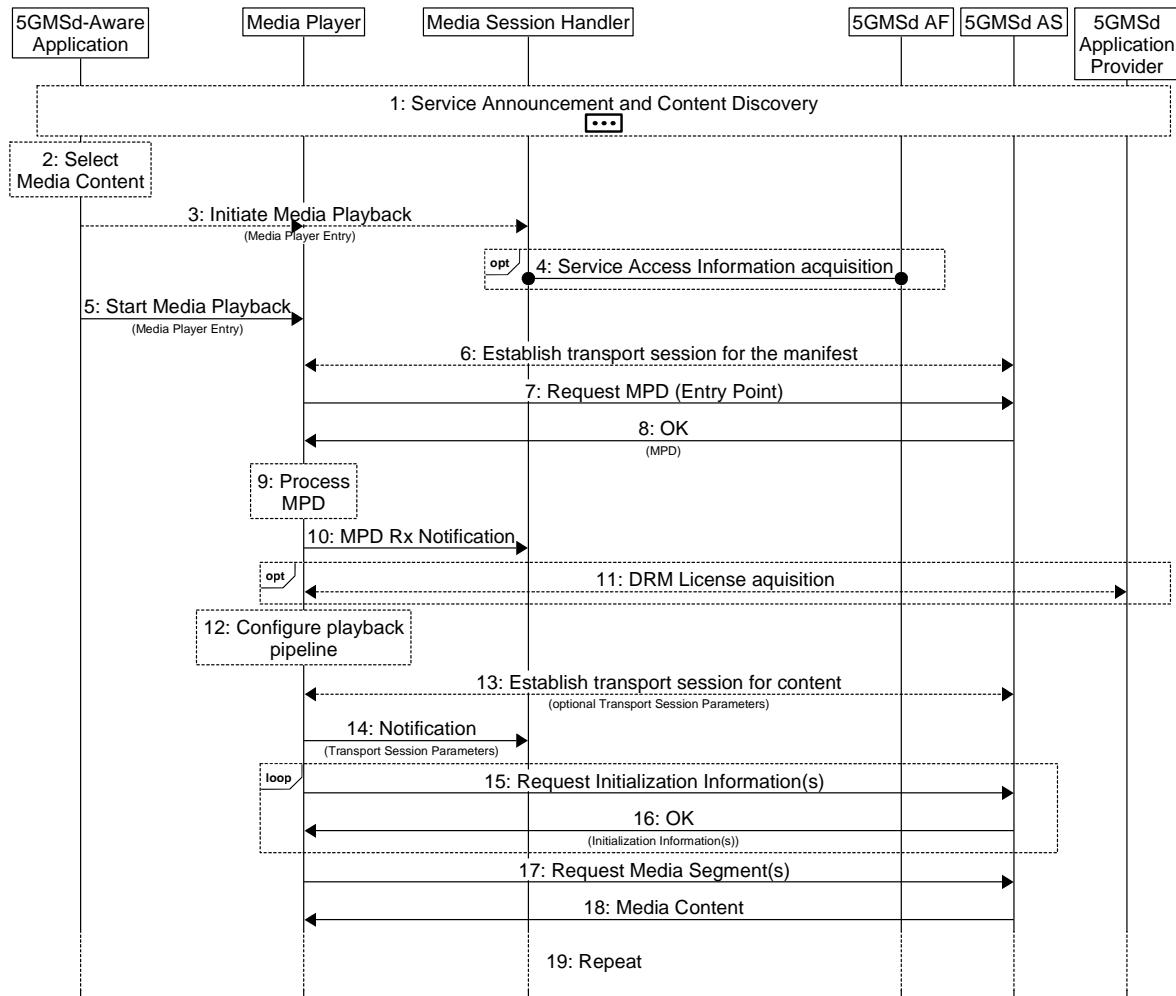 5GMSd-Aware
Application
Media Player
Media Session Handler
5GMSd AF
5GMSd AS
5GMSd
Application
Provider
1: Service Announcement and Content Discovery
...
2: Select
Media Content
3: Initiate Media Playback
(Media Player Entry)
opt
4: Service Access Information acquisition
5: Start Media Playback
(Media Player Entry)
6: Establish transport session for the manifest
7: Request MPD (Entry Point)
8: OK
(MPD)
9: Process
MPD
10: MPD Rx Notification
opt
11: DRM License aquisition
12: Configure playback
pipeline
13: Establish transport session for content
(optional Transport Session Parameters)
14: Notification
(Transport Session Parameters)
loop
15: Request Initialization Information(s)
16: OK
(Initialization Information(s))
17: Request Media Segment(s)
18: Media Content
19: Repeat